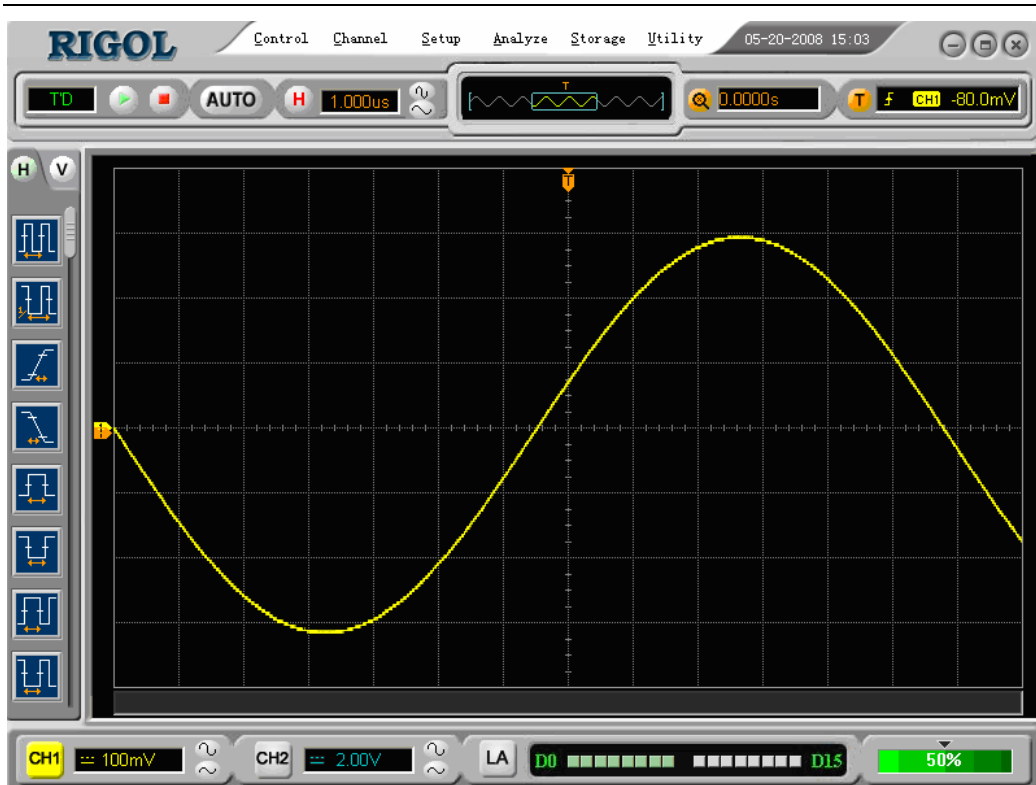 RIGOL
Control Channel Setup Analyze Storage Utility 05-20-2008 15:03
T'D AUTO H 1.000us T 0.0000s T CH1 -80.0mV
H V
T
1
CH1 100mV CH2 2.00V LA D0 D15 50%